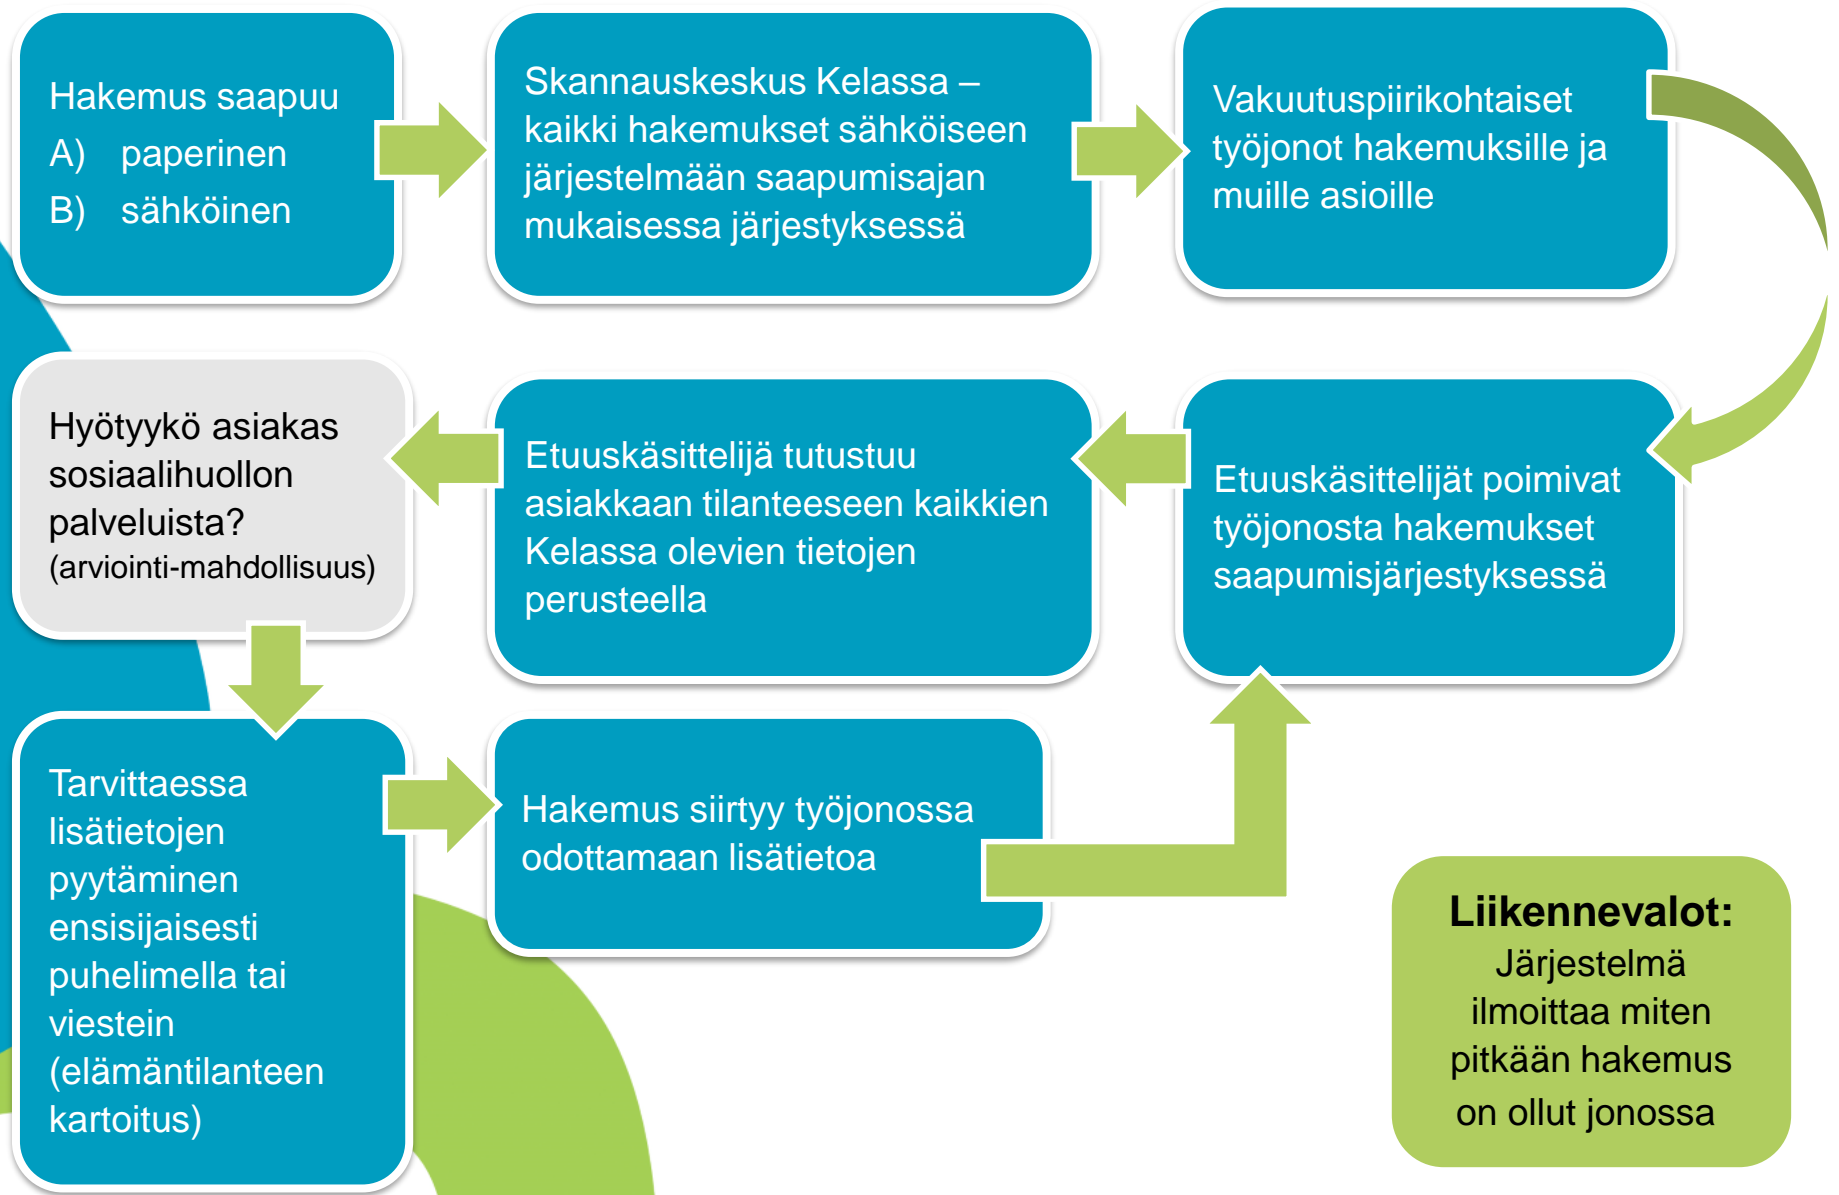 Hakemus saapuu
A) paperinen
B) sähköinen
Skannauskeskus Kelassa –
kaikki hakemukset sähköiseen
järjestelmään saapumisajan
mukaisessa järjestyksessä
Vakuutuspiirikohtaiset
työjonot hakemuksille ja
muille asioille
Etuuskäsittelijät poimivat
työjonosta hakemukset
saapumisjärjestyksessä
Etuuskäsittelijä tutustuu
asiakkaan tilanteeseen kaikkien
Kelassa olevien tietojen
perusteella
Hyötyykö asiakas
sosiaalihuollon
palveluista?
(arviointi-mahdollisuus)
Tarvittaessa
lisätietojen
pyytäminen
ensisijaisesti
puhelimella tai
viestein
(elämäntilanteen
kartoitus)
Hakemus siirtyy työjonossa
odottamaan lisätietoa
Liikennevalot:
Järjestelmä
ilmoittaa miten
pitkään hakemus
on ollut jonossa